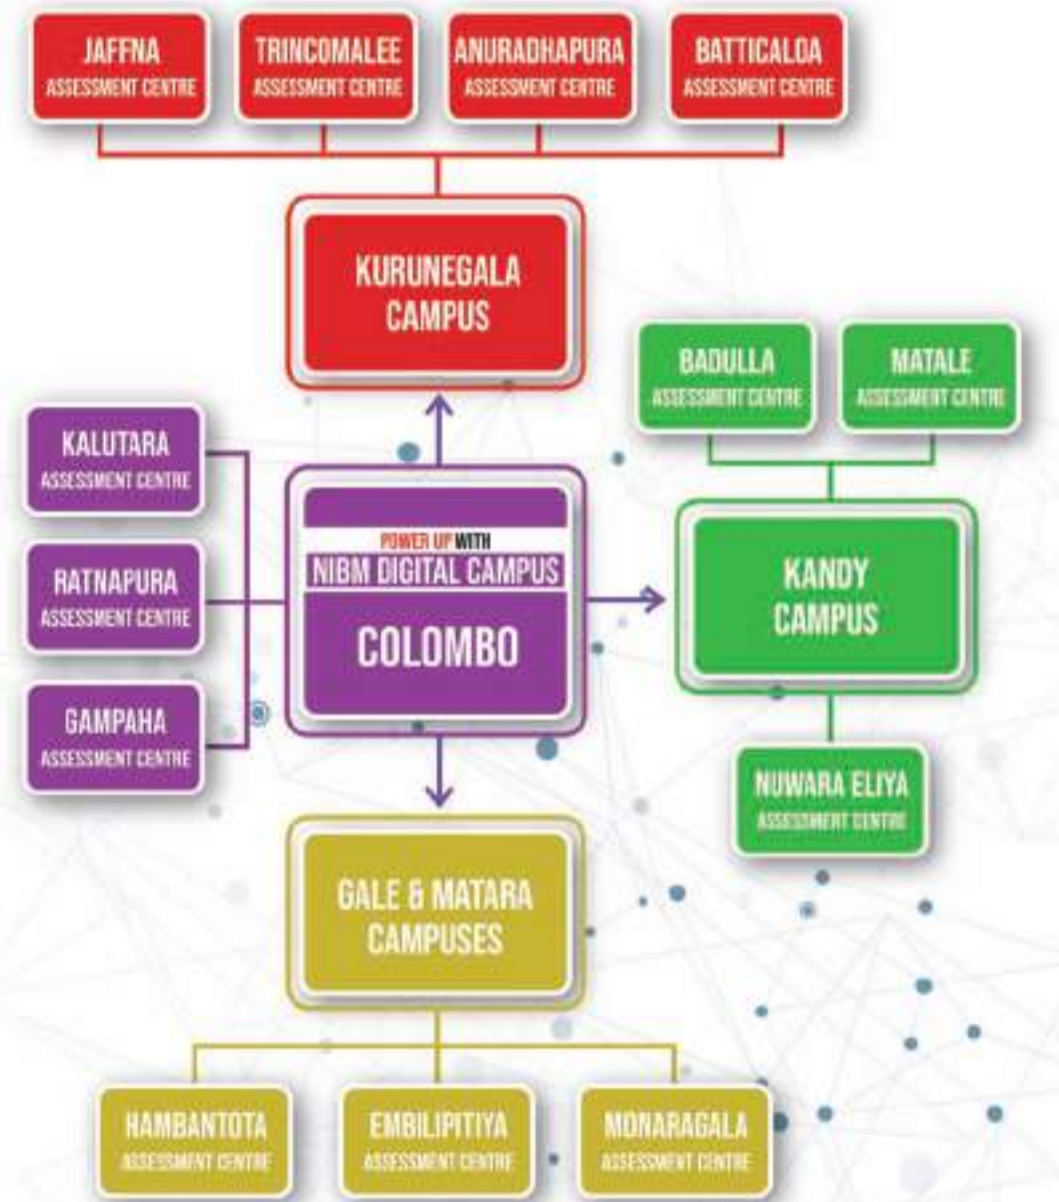 JAFFNA
ASSESSMENT CENTRE
TRINCOMALEE
ASSESSMENT CENTRE
ANURADHAPURA
ASSESSMENT CENTRE
BATTICALOA
ASSESSMENT CENTRE
KURUNEGALA
CAMPUS
BADULLA
ASSESSMENT CENTRE
MATALE
ASSESSMENT CENTRE
KALUTARA
ASSESSMENT CENTRE
RATNAPURA
ASSESSMENT CENTRE
GAMPAHA
ASSESSMENT CENTRE
POWER UP WITH
NIBM DIGITAL CAMPUS
COLOMBO
KANDY
CAMPUS
NUWARA ELIYA
ASSESSMENT CENTRE
GALE & MATARA
CAMPUSES
HAMBANTOTA
ASSESSMENT CENTRE
EMBILIPITIYA
ASSESSMENT CENTRE
MONARAGALA
ASSESSMENT CENTRE